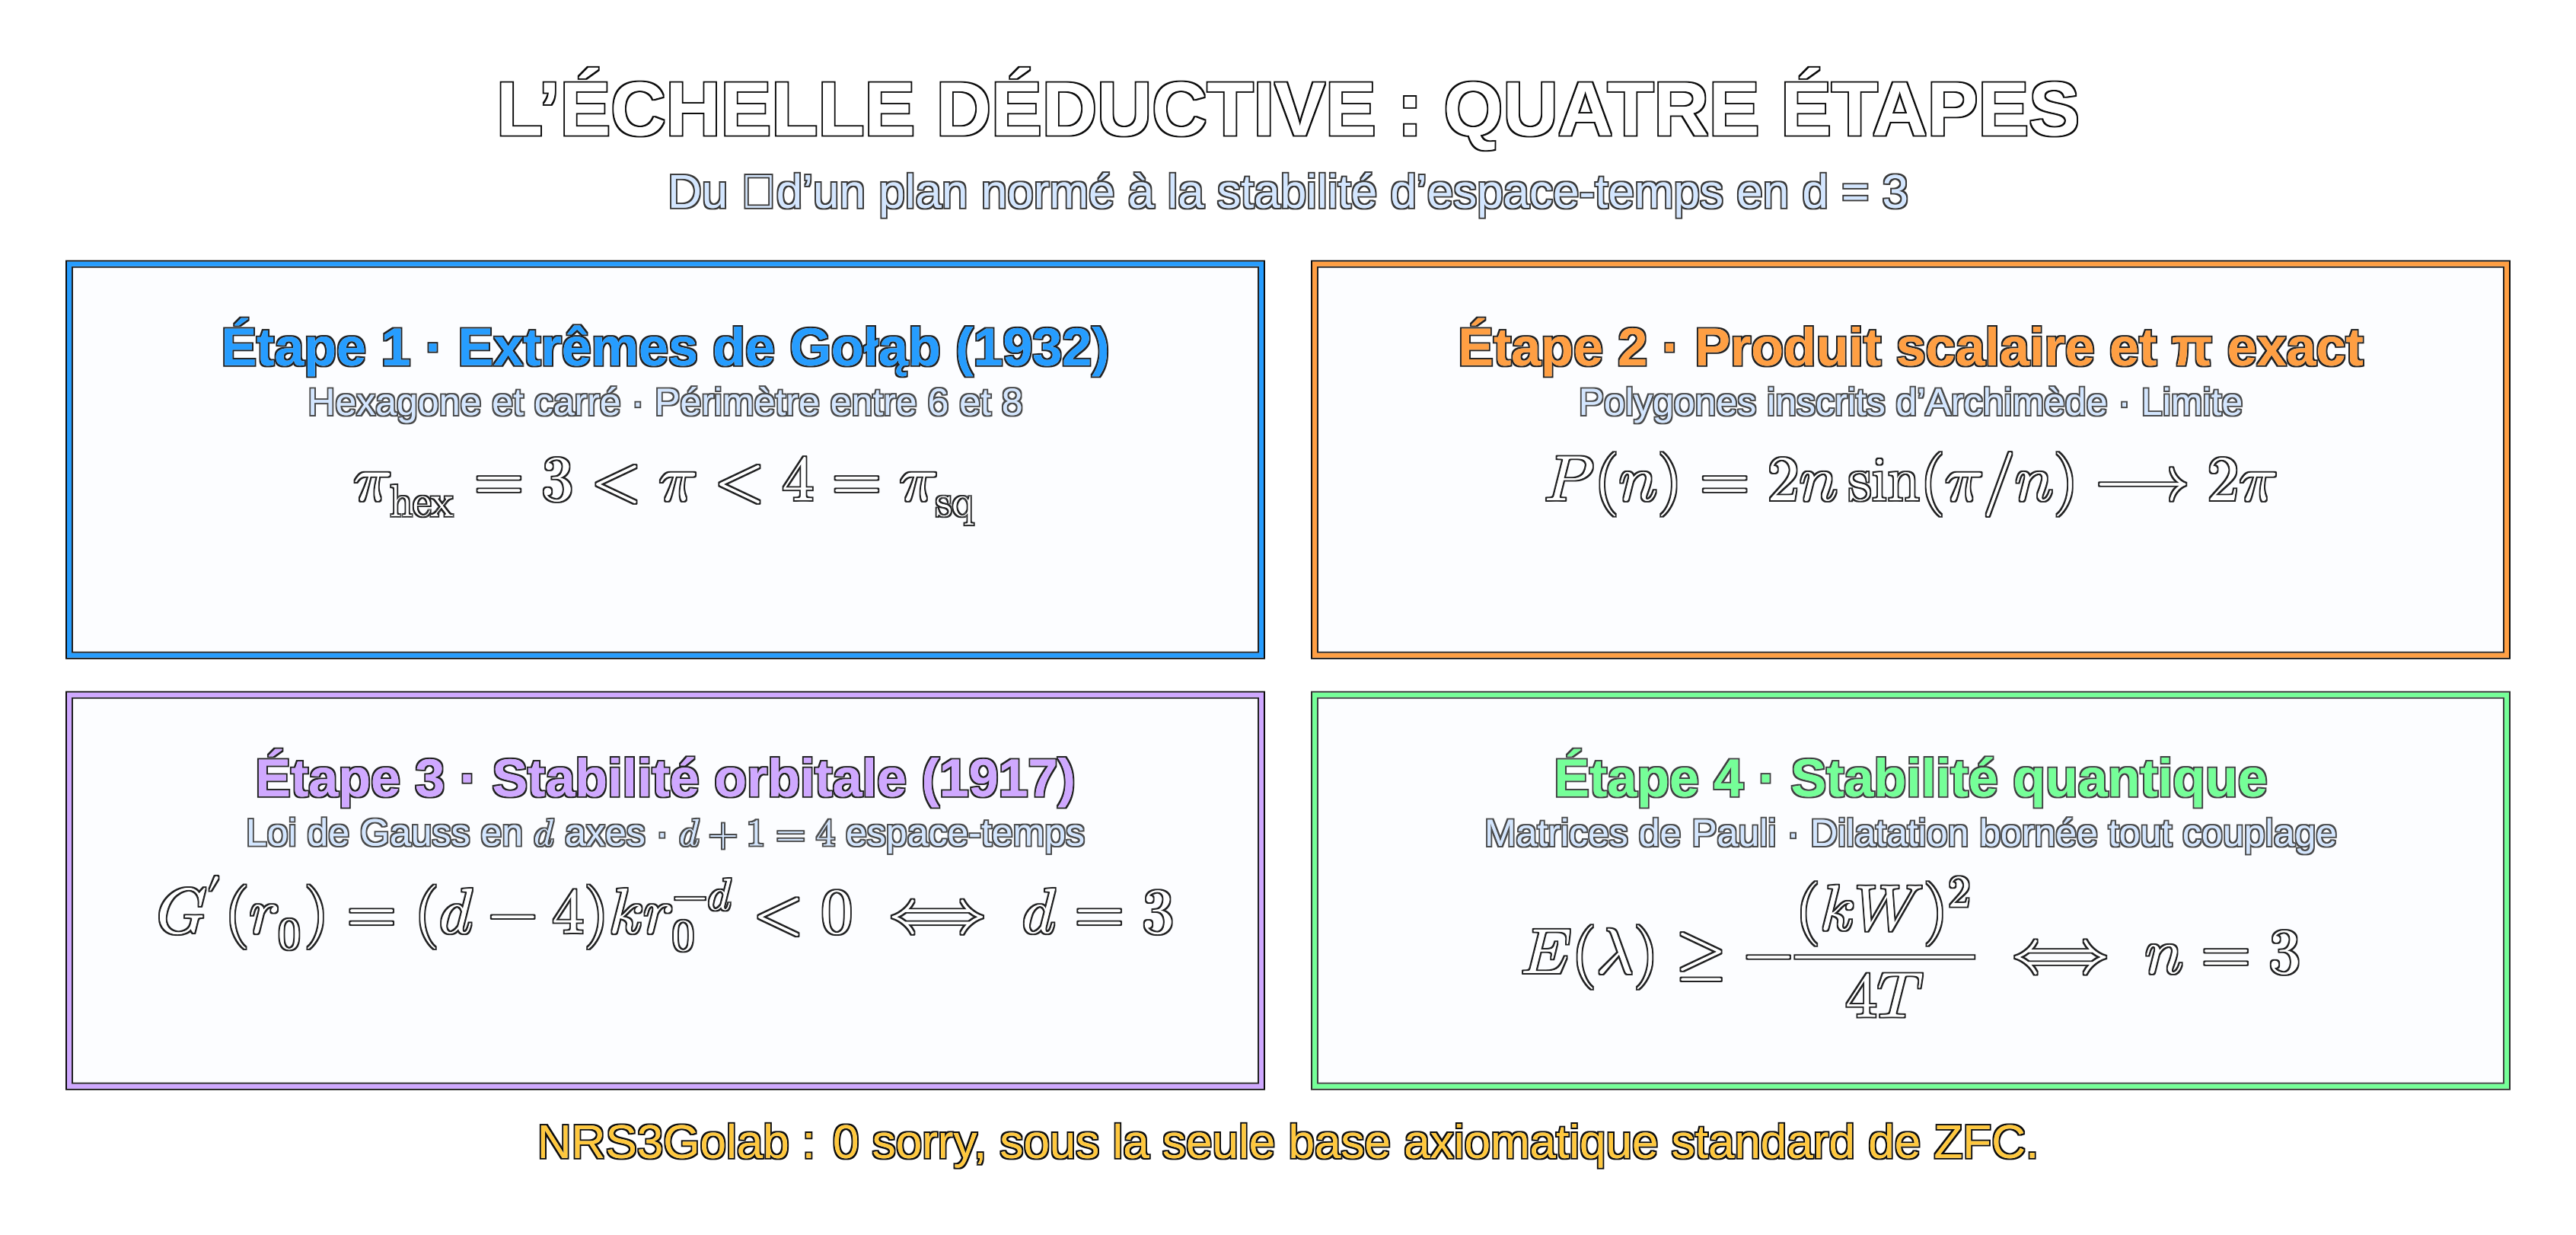 L’ÉCHELLE DÉDUCTIVE : QUATRE ÉTAPES
Du □d’un plan normé à la stabilité d’espace-temps en d = 3
Étape 1 · Extrêmes de Gołąb (1932)
Hexagone et carré · Périmètre entre 6 et 8
π_hex = 3 < π < 4 = π_sq
Étape 2 · Produit scalaire et π exact
Polygones inscrits d’Archimède · Limite
P(n) = 2n sin(π/n) ⟶ 2π
Étape 3 · Stabilité orbitale (1917)
Loi de Gauss en d axes · d + 1 = 4 espace-temps
G′(r₀) = (d − 4)kr₀^{−d} < 0 ⟺ d = 3
Étape 4 · Stabilité quantique
Matrices de Pauli · Dilatation bornée tout couplage
E(λ) ≥ −(kW)²/4T ⟺ n = 3
NRS3Golab : 0 sorry, sous la seule base axiomatique standard de ZFC.